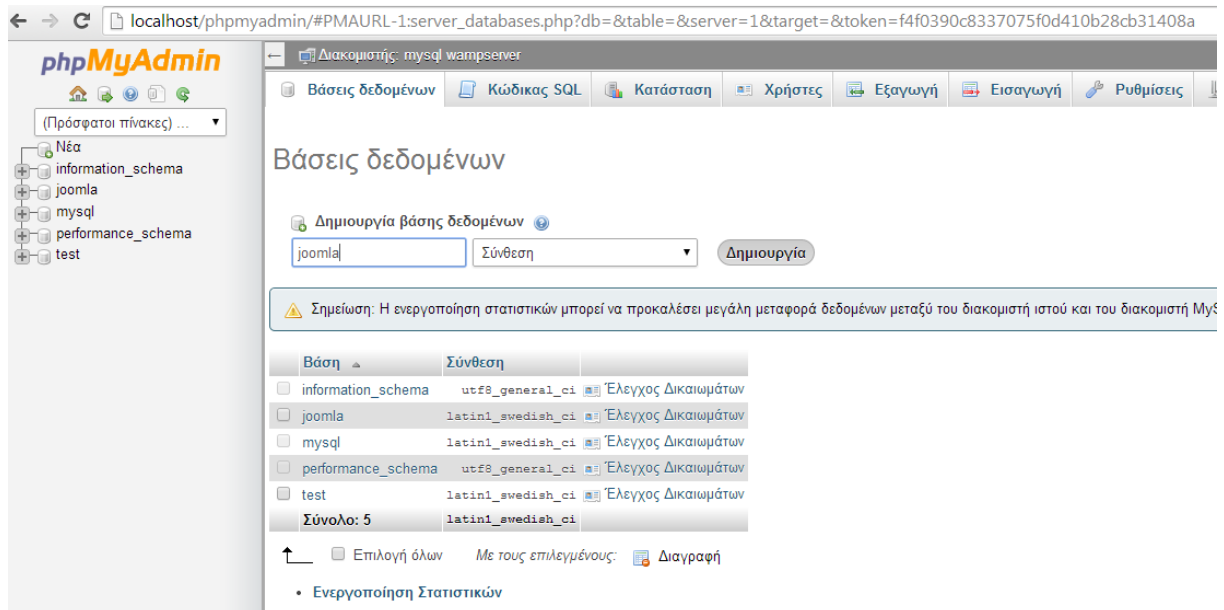 localhost/phpmyadmin/#PMAURL-1:server_databases.php?db=&table=&server=1&target=&token=f4f0390c8337075f0d410b28cb31408a
phpMyAdmin
(Πρόσφατοι πίνακες) ...
Νέα
information_schema
joomla
mysql
performance_schema
test
Διακομιστής: mysql wampserver
Βάσεις δεδομένων Κώδικας SQL Κατάσταση Χρήστες Εξαγωγή Εισαγωγή Ρυθμίσεις
Βάσεις δεδομένων
Δημιουργία βάσης δεδομένων
joomla Σύνθεση Δημιουργία
Σημείωση: Η ενεργοποίηση στατιστικών μπορεί να προκαλέσει μεγάλη μεταφορά δεδομένων μεταξύ του διακομιστή ιστού και του διακομιστή MyS
Βάση Σύνθεση
information_schema utf8_general_ci Έλεγχος Δικαιωμάτων
joomla latin1_swedish_ci Έλεγχος Δικαιωμάτων
mysql latin1_swedish_ci Έλεγχος Δικαιωμάτων
performance_schema utf8_general_ci Έλεγχος Δικαιωμάτων
test latin1_swedish_ci Έλεγχος Δικαιωμάτων
Σύνολο: 5 latin1_swedish_ci
Επιλογή όλων Με τους επιλεγμένους: Διαγραφή
Ενεργοποίηση Στατιστικών